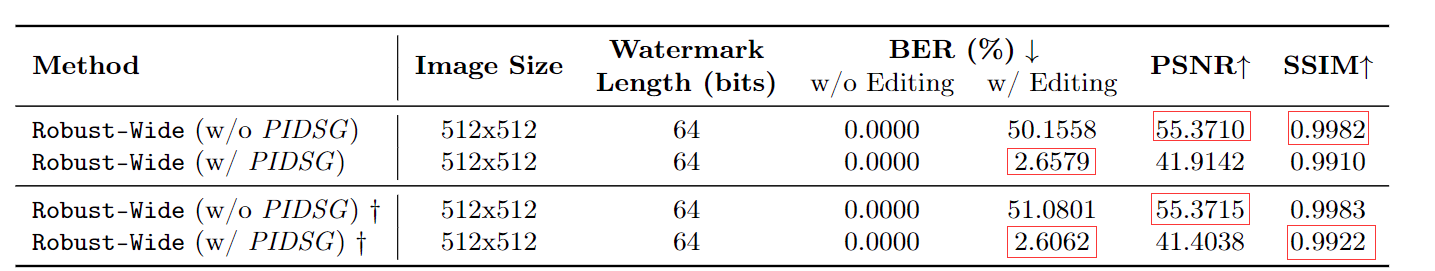 Method Image Size Watermark Length (bits) BER (%) ↓ PSNR↑ SSIM↑
w/o Editing w/ Editing
Robust-Wide (w/o PIDSG) 512x512 64 0.0000 50.1558 55.3710 0.9982
Robust-Wide (w/ PIDSG) 512x512 64 0.0000 2.6579 41.9142 0.9910
Robust-Wide (w/o PIDSG) † 512x512 64 0.0000 51.0801 55.3715 0.9983
Robust-Wide (w/ PIDSG) † 512x512 64 0.0000 2.6062 41.4038 0.9922